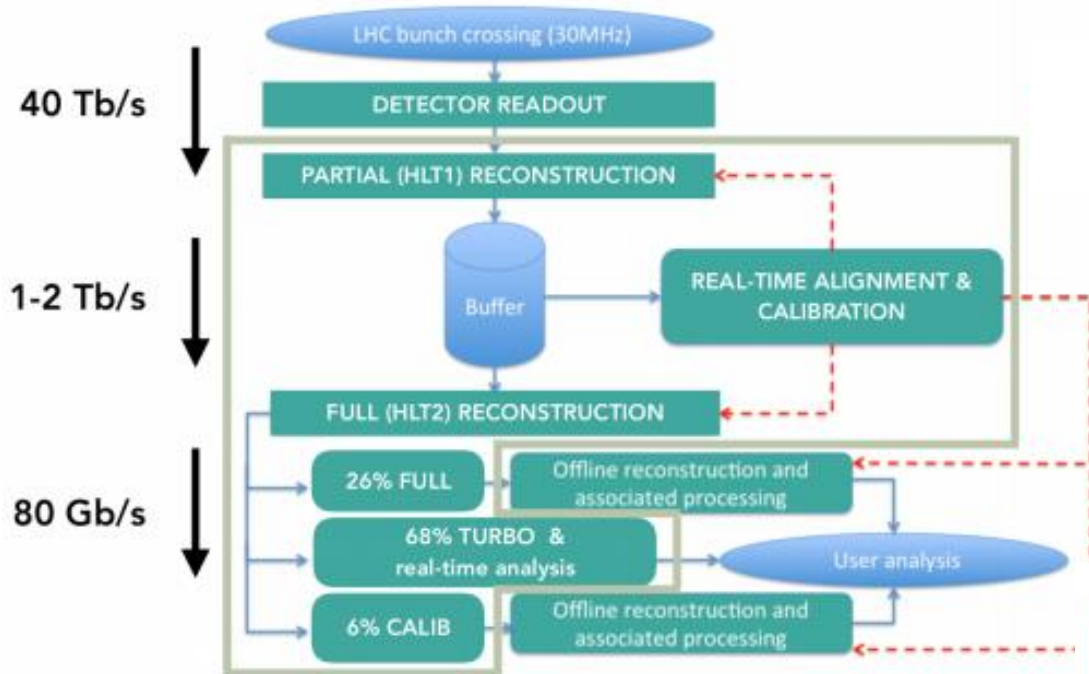 LHC bunch crossing (30MHz)
40 Tb/s
DETECTOR READOUT
PARTIAL (HLT1) RECONSTRUCTION
1-2 Tb/s
Buffer
REAL-TIME ALIGNMENT &
CALIBRATION
FULL (HLT2) RECONSTRUCTION
80 Gb/s
26% FULL
Offline reconstruction and
associated processing
68% TURBO &
real-time analysis
User analysis
6% CALIB
Offline reconstruction and
associated processing